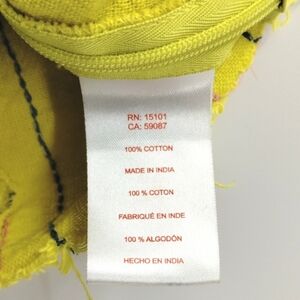 RN: 15101
CA: 59087
100% COTTON
MADE IN INDIA
100 % COTON
FABRIQUÉ EN INDE
100 % ALGODÓN
HECHO EN INDIA